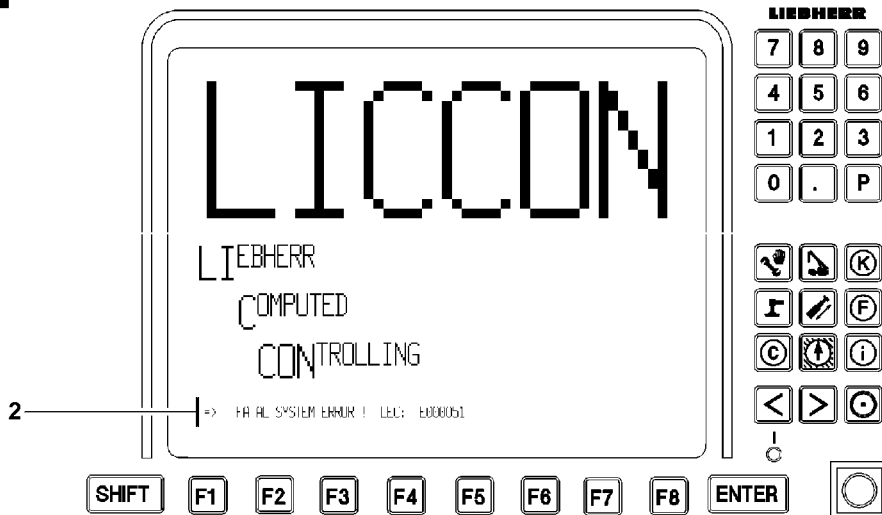 LIEBHERR
LICCON
LIEBHERR
COMPUTED
CONTROLLING
2
=> FATAL SYSTEM ERROR ! LEC: E000051
7 8 9
4 5 6
1 2 3
0 . P
K
F
C i
< >
SHIFT F1 F2 F3 F4 F5 F6 F7 F8 ENTER